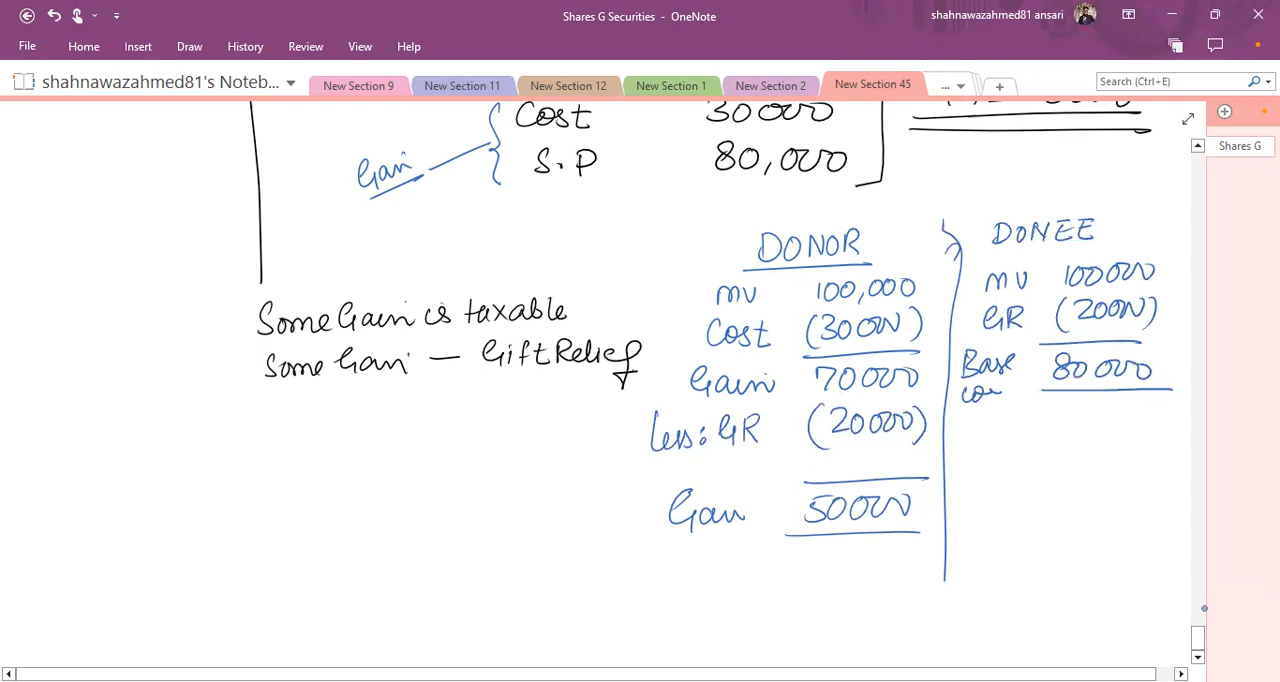 Shares G Securities - OneNote
shahnawazahmed81 ansari
File Home Insert Draw History Review View Help
shahnawazahmed81's Noteb...
New Section 9
New Section 11
New Section 12
New Section 1
New Section 2
New Section 45
...
Search (Ctrl+E)
Shares G
Cost 30000
Gain
S.P 80,000
DONOR
mv 100,000
Cost (30000)
Gain 70000
Less: GR (20000)
Gain 50000
DONEE
mv 100000
GR (20000)
Base 80000
Some Gain is taxable
Some Gain — Gift Relief